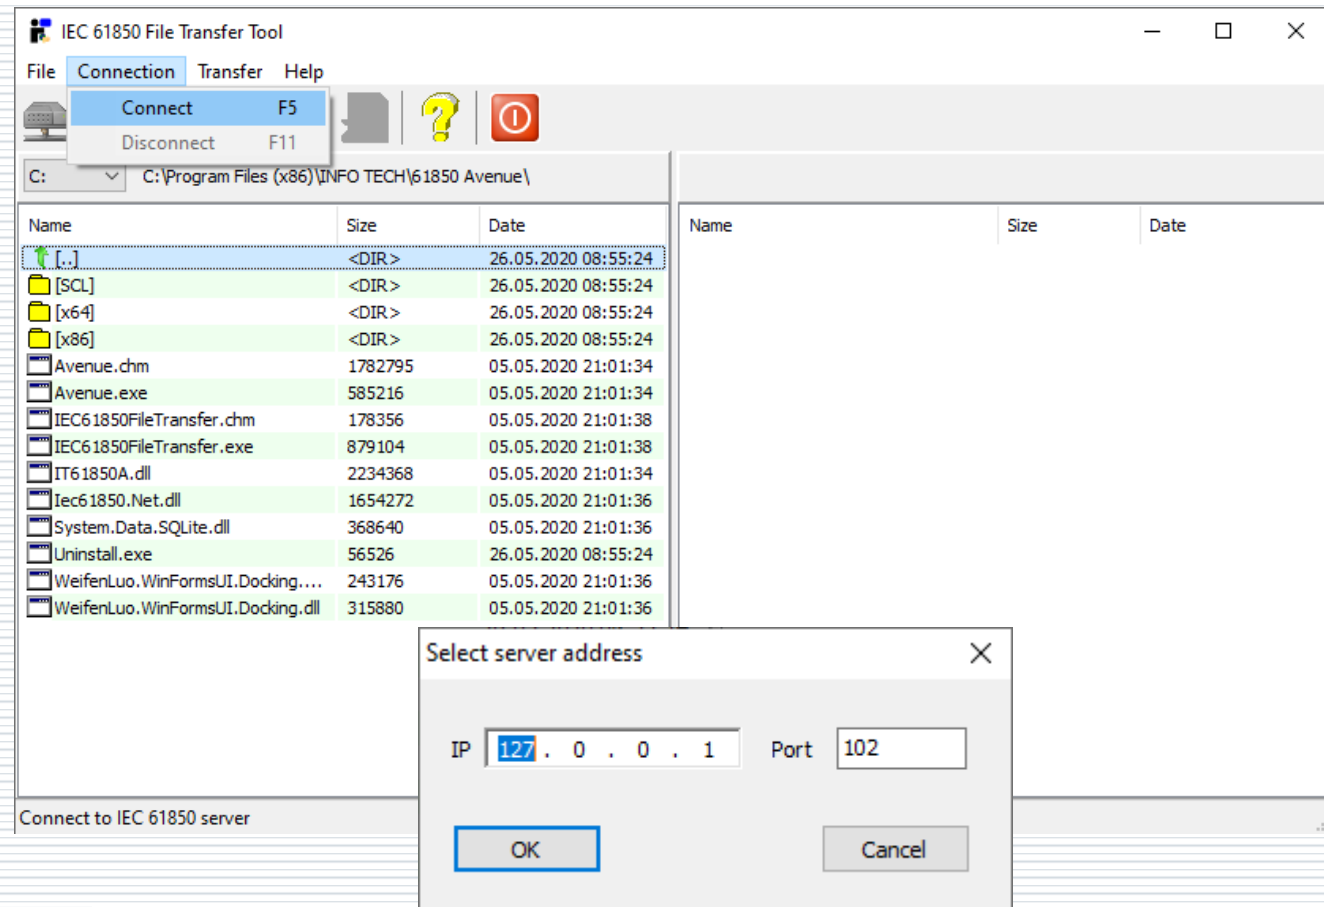 IEC 61850 File Transfer Tool
File Connection Transfer Help
Connect F5
Disconnect F11
C: C:\Program Files (x86)\INFO TECH\61850 Avenue\
Name Size Date Name Size Date
[..] <DIR> 26.05.2020 08:55:24
[SCL] <DIR> 26.05.2020 08:55:24
[x64] <DIR> 26.05.2020 08:55:24
[x86] <DIR> 26.05.2020 08:55:24
Avenue.chm 1782795 05.05.2020 21:01:34
Avenue.exe 585216 05.05.2020 21:01:34
IEC61850FileTransfer.chm 178356 05.05.2020 21:01:38
IEC61850FileTransfer.exe 879104 05.05.2020 21:01:38
IT61850A.dll 2234368 05.05.2020 21:01:34
Iec61850.Net.dll 1654272 05.05.2020 21:01:36
System.Data.SQLite.dll 368640 05.05.2020 21:01:36
Uninstall.exe 56526 26.05.2020 08:55:24
WeifenLuo.WinFormsUI.Docking.... 243176 05.05.2020 21:01:36
WeifenLuo.WinFormsUI.Docking.dll 315880 05.05.2020 21:01:36
Select server address
IP 127 . 0 . 0 . 1 Port 102
OK Cancel
Connect to IEC 61850 server